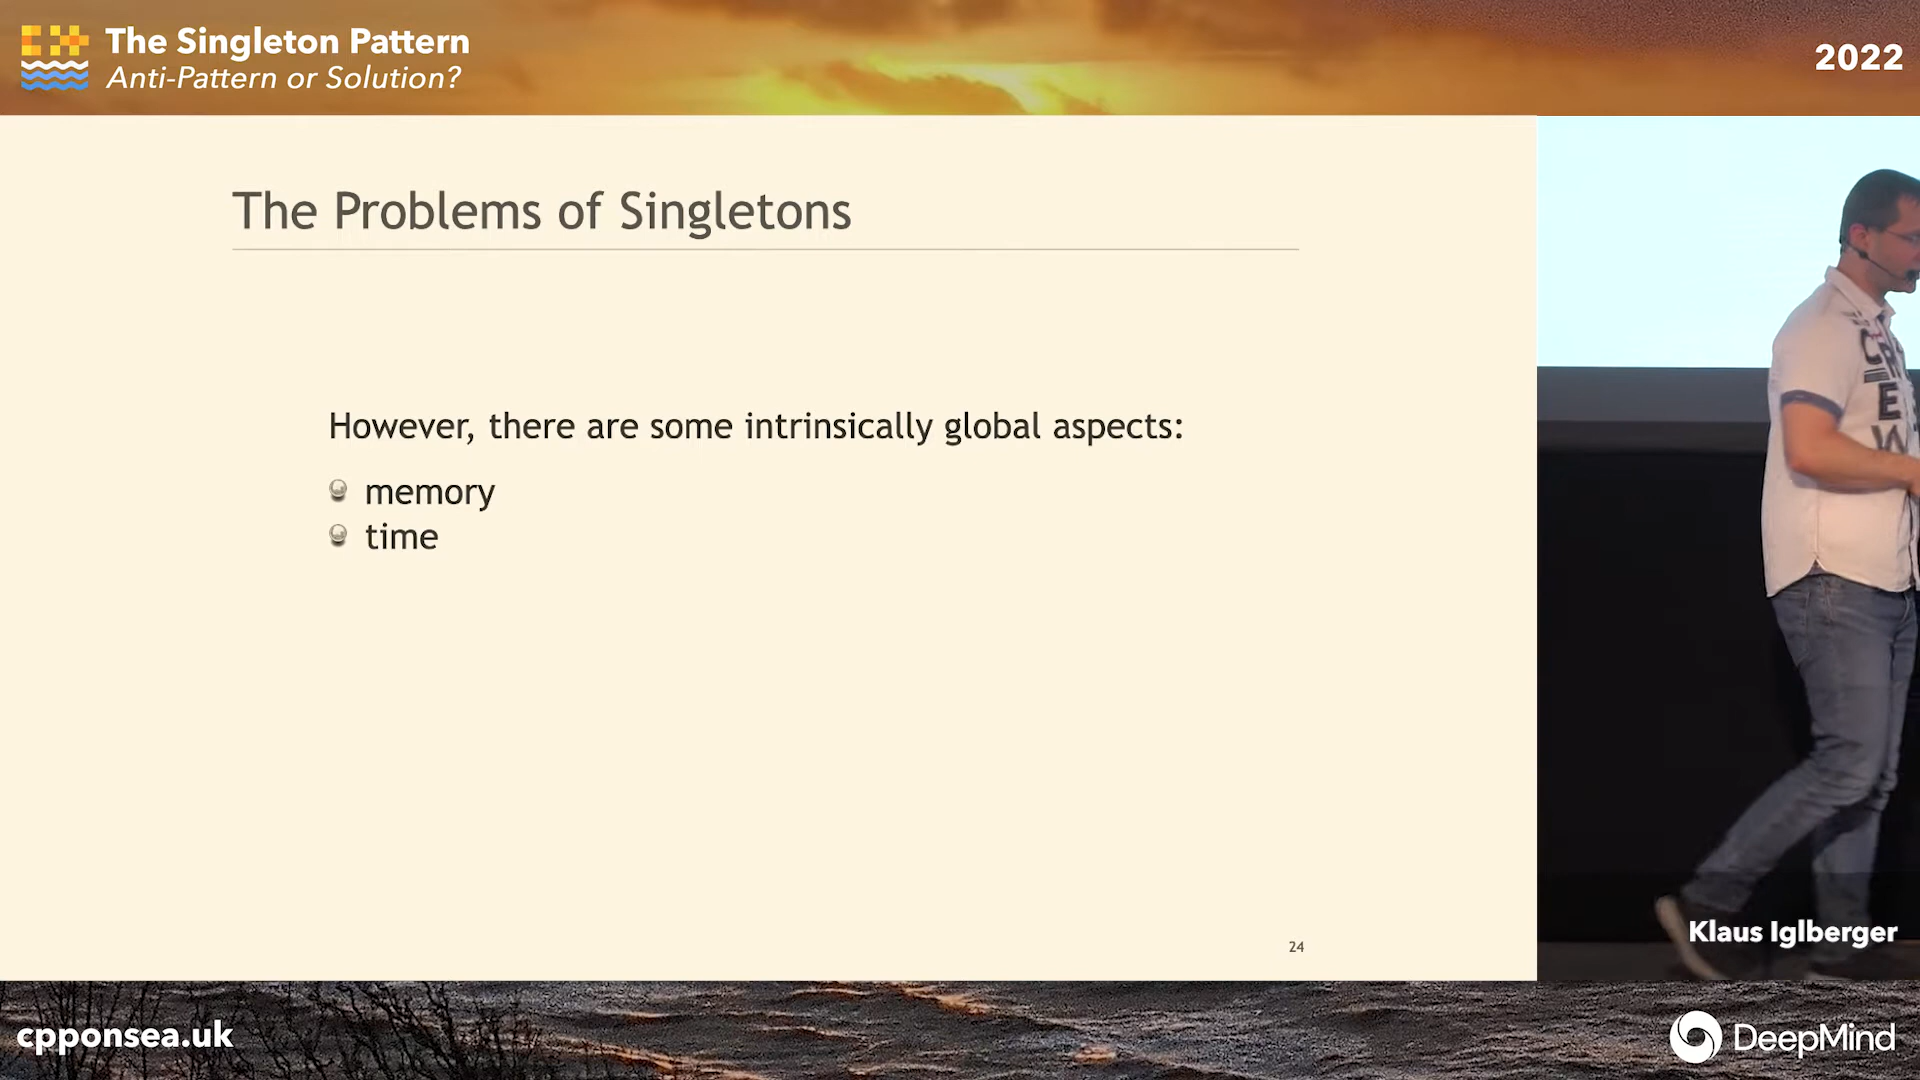 The Singleton Pattern
Anti-Pattern or Solution?
2022
The Problems of Singletons
However, there are some intrinsically global aspects:
memory
time
24
Klaus Iglberger
cpponsea.uk
DeepMind